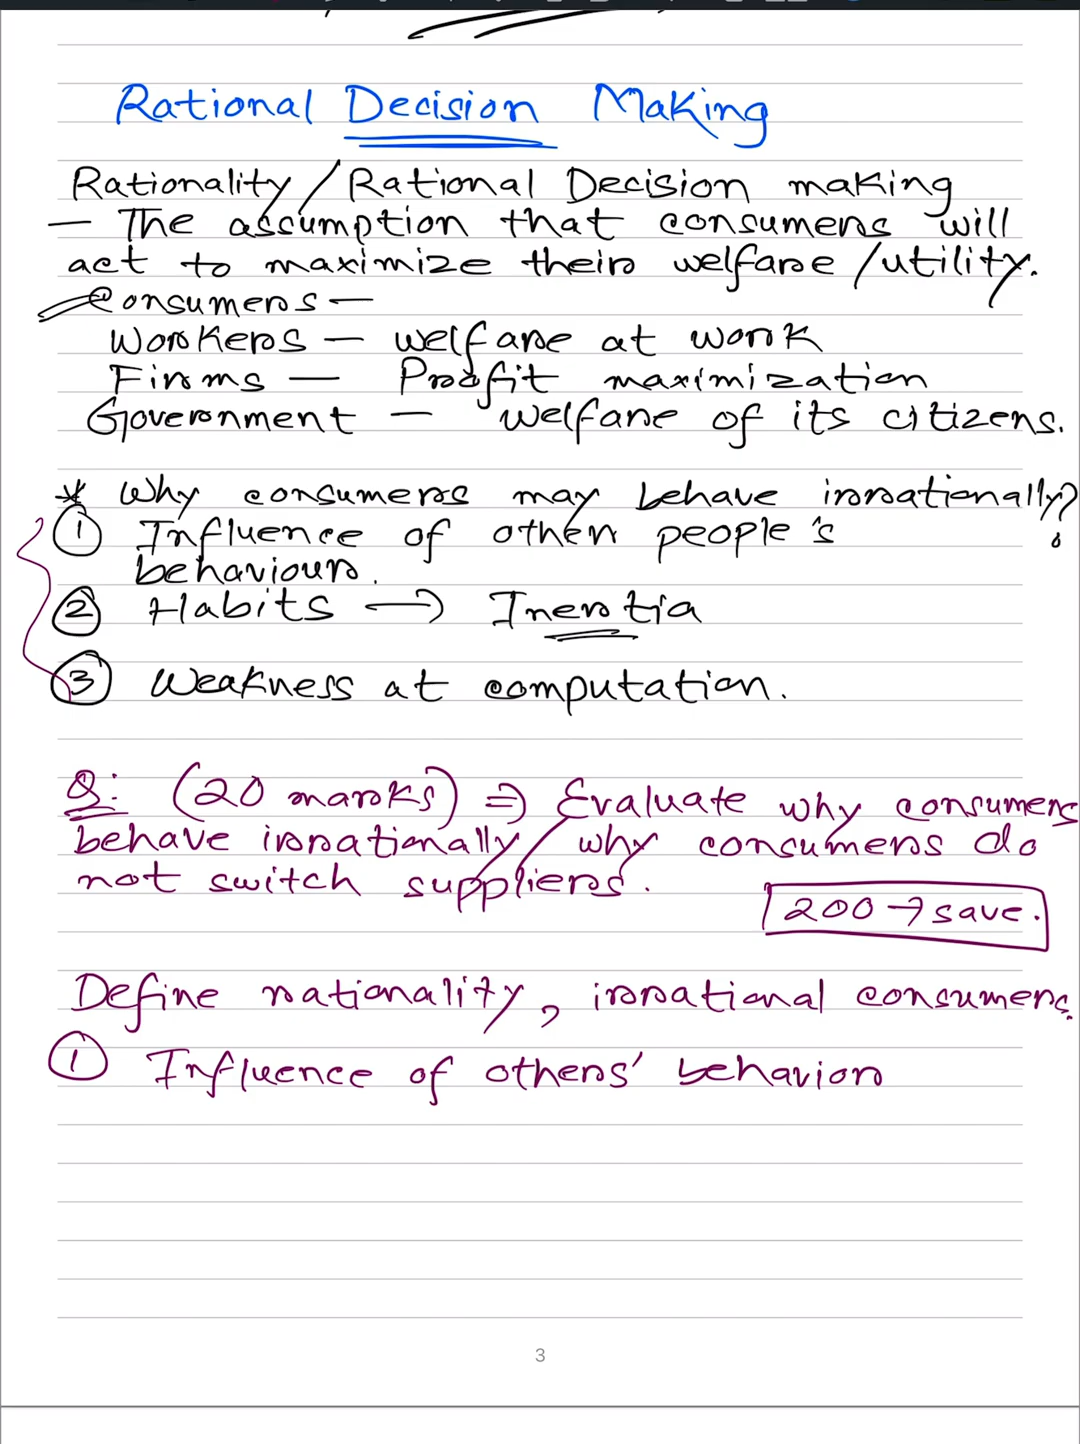 Rational Decision Making
Rationality / Rational Decision making
— The assumption that consumers will
act to maximize their welfare / utility.
Consumers —
Workers — welfare at work
Firms — Profit maximization
Government — welfare of its citizens.
* Why consumers may behave irrationally?
① Influence of other people's
behaviour.
② Habits → Inertia
③ Weakness at computation.
Q: (20 marks) ⇒ Evaluate why consumers
behave irrationally / why consumers do
not switch suppliers.
200 → save.
Define rationality, irrational consumers.
① Influence of others' behavior
3